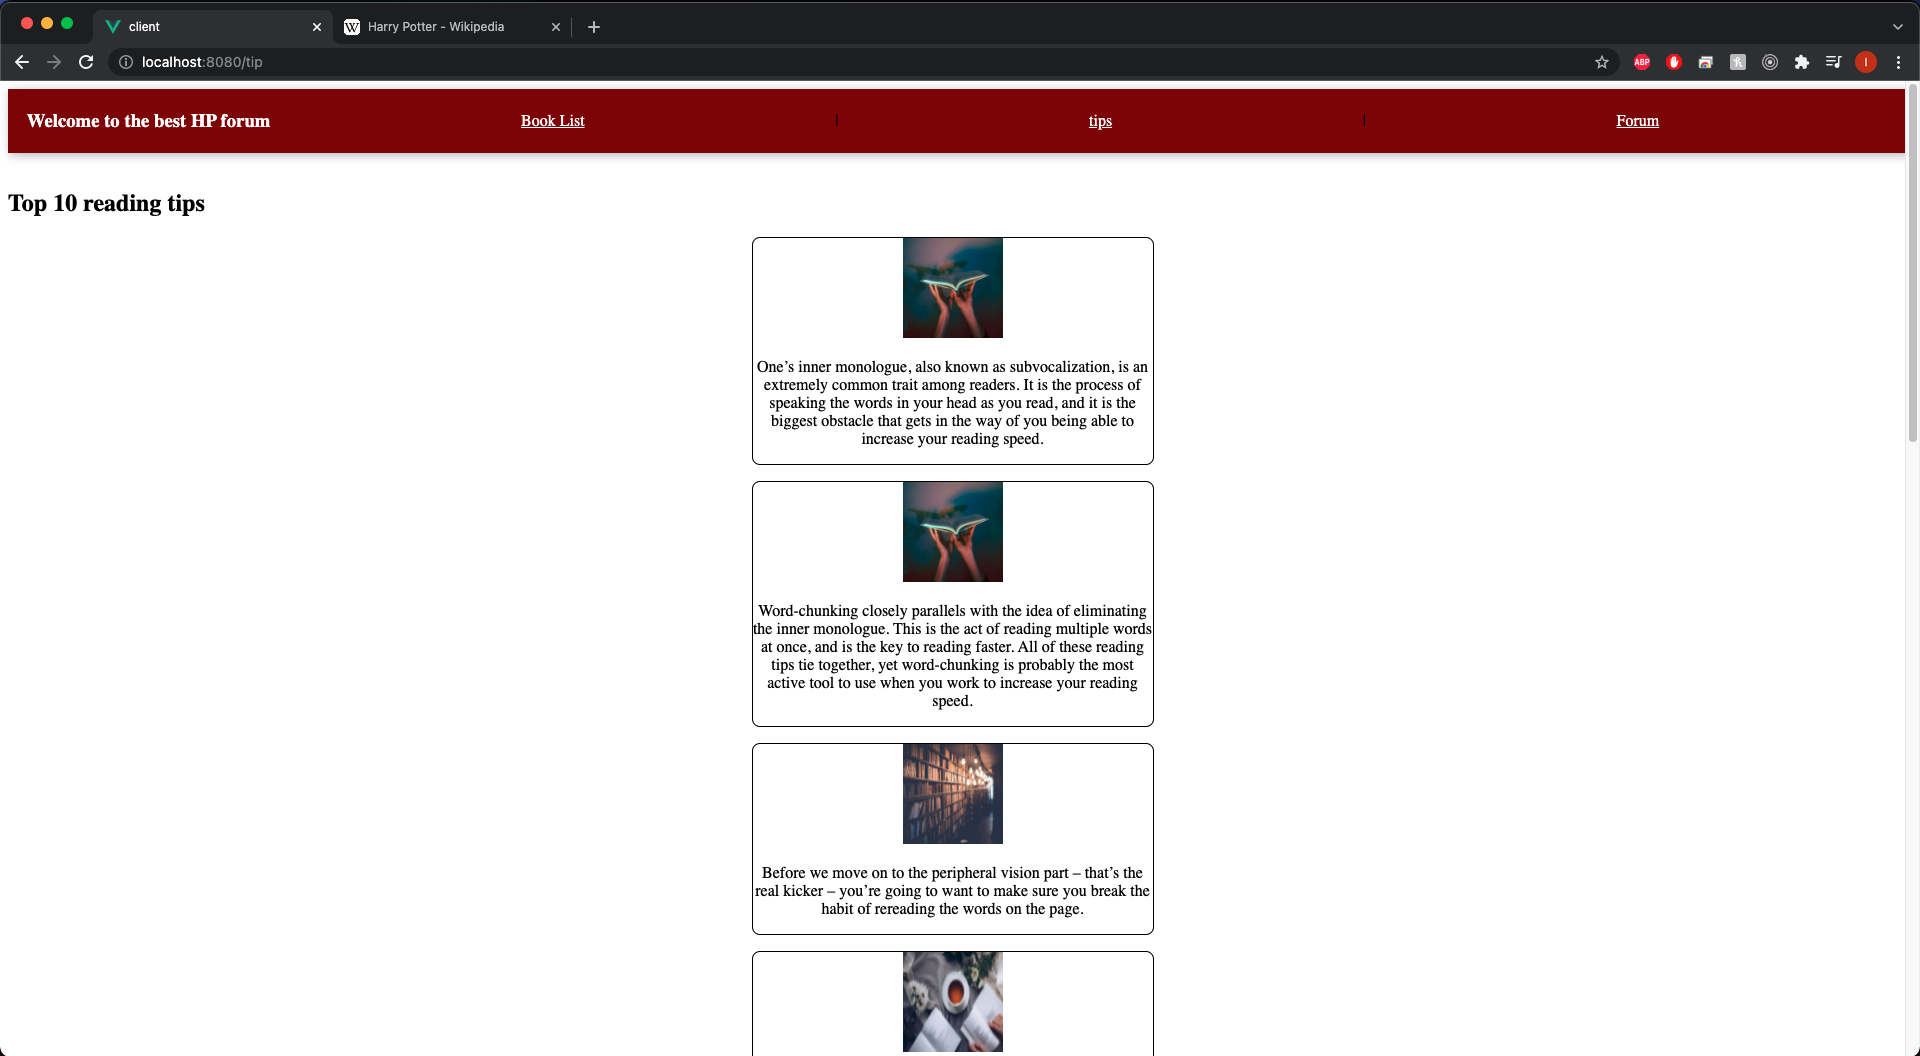 client
Harry Potter - Wikipedia
localhost:8080/tip
ABP
I
Welcome to the best HP forum
Book List
|
tips
|
Forum
Top 10 reading tips
One’s inner monologue, also known as subvocalization, is an
extremely common trait among readers. It is the process of
speaking the words in your head as you read, and it is the
biggest obstacle that gets in the way of you being able to
increase your reading speed.
Word-chunking closely parallels with the idea of eliminating
the inner monologue. This is the act of reading multiple words
at once, and is the key to reading faster. All of these reading
tips tie together, yet word-chunking is probably the most
active tool to use when you work to increase your reading
speed.
Before we move on to the peripheral vision part – that’s the
real kicker – you’re going to want to make sure you break the
habit of rereading the words on the page.